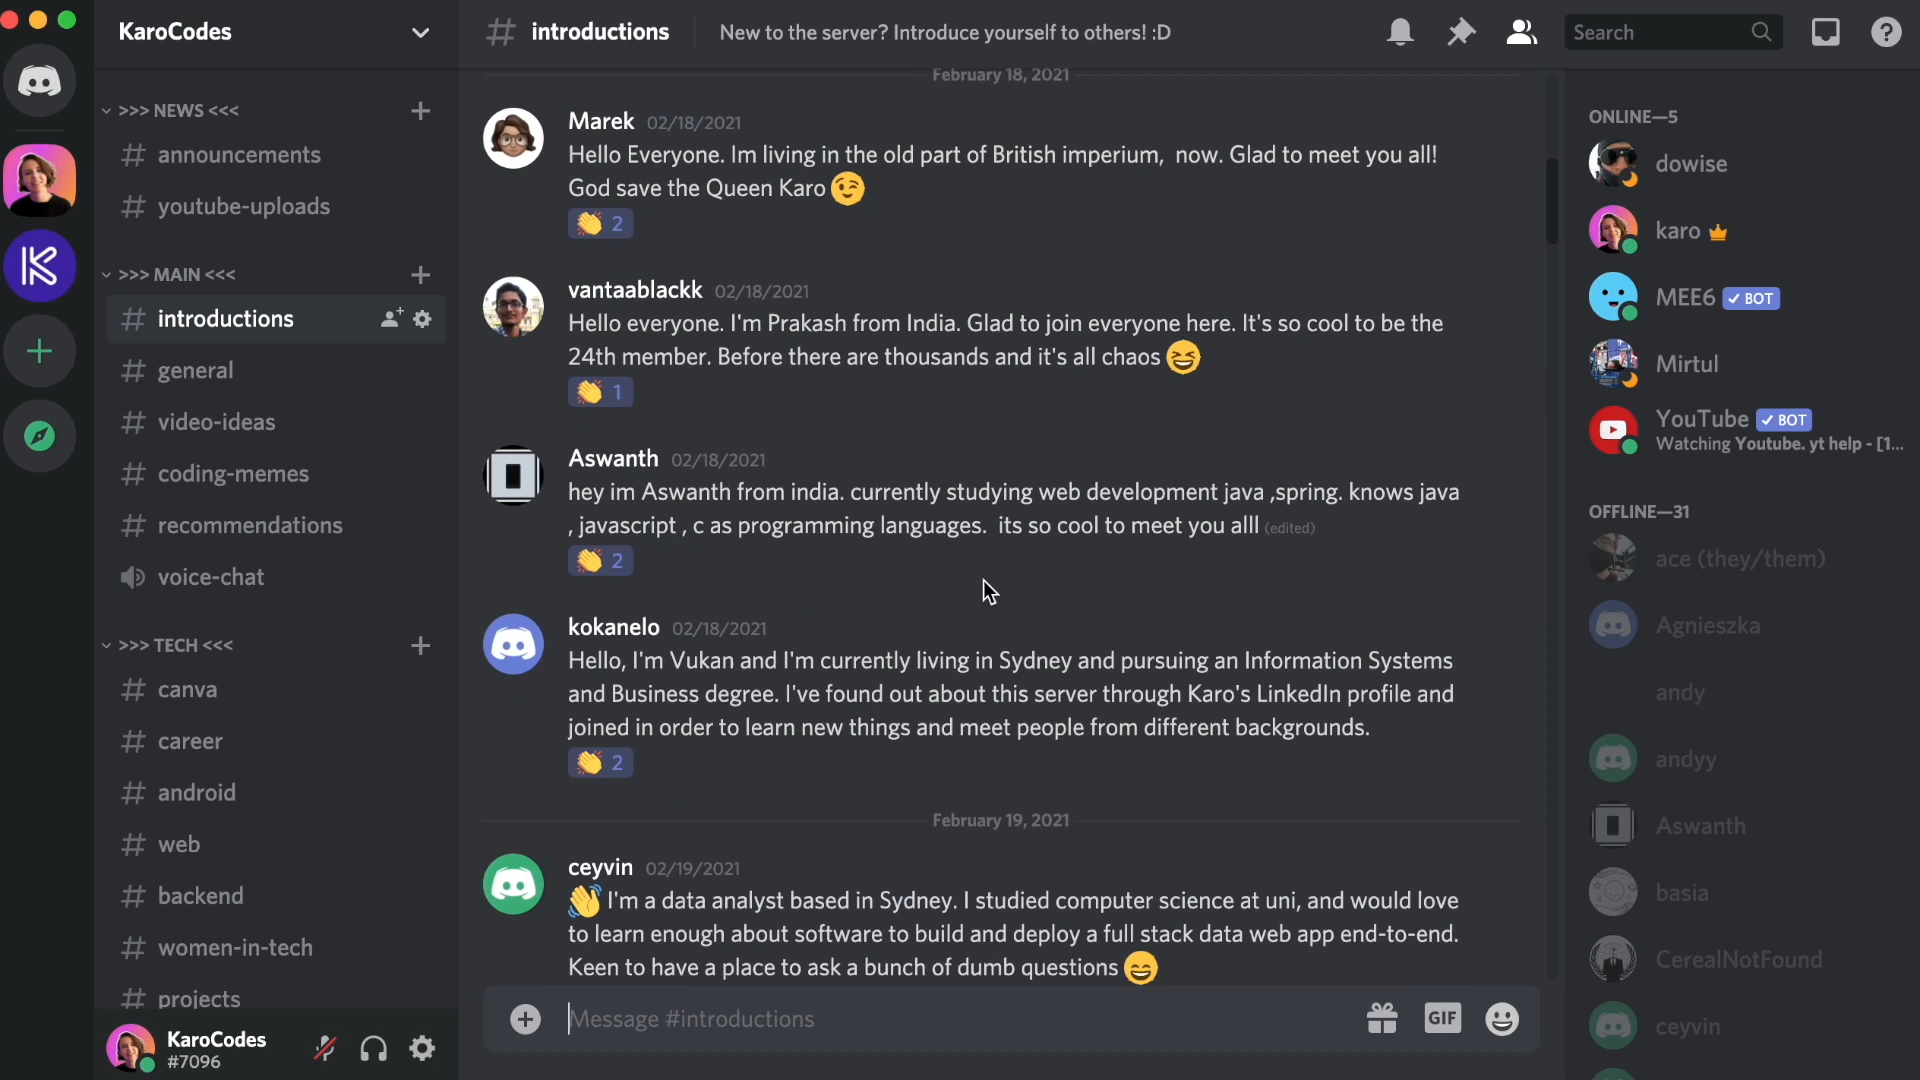 KaroCodes
>>> NEWS <<<
# announcements
# youtube-uploads
>>> MAIN <<<
# introductions
# general
# video-ideas
# coding-memes
# recommendations
voice-chat
>>> TECH <<<
# canva
# career
# android
# web
# backend
# women-in-tech
# projects
KaroCodes
#7096
# introductions
New to the server? Introduce yourself to others! :D
Search
February 18, 2021
Marek 02/18/2021
Hello Everyone. Im living in the old part of British imperium,  now. Glad to meet you all!
God save the Queen Karo 😉
👏 2
vantaablackk 02/18/2021
Hello everyone. I'm Prakash from India. Glad to join everyone here. It's so cool to be the
24th member. Before there are thousands and it's all chaos 😆
👏 1
Aswanth 02/18/2021
hey im Aswanth from india. currently studying web development java ,spring. knows java
, javascript , c as programming languages.  its so cool to meet you alll (edited)
👏 2
kokanelo 02/18/2021
Hello, I'm Vukan and I'm currently living in Sydney and pursuing an Information Systems
and Business degree. I've found out about this server through Karo's LinkedIn profile and
joined in order to learn new things and meet people from different backgrounds.
👏 2
February 19, 2021
ceyvin 02/19/2021
👋 I'm a data analyst based in Sydney. I studied computer science at uni, and would love
to learn enough about software to build and deploy a full stack data web app end-to-end.
Keen to have a place to ask a bunch of dumb questions 😄
Message #introductions
GIF
ONLINE—5
dowise
karo
MEE6 ✓ BOT
Mirtul
YouTube ✓ BOT
Watching Youtube. yt help - [1...
OFFLINE—31
ace (they/them)
Agnieszka
andy
andyy
Aswanth
basia
CerealNotFound
ceyvin